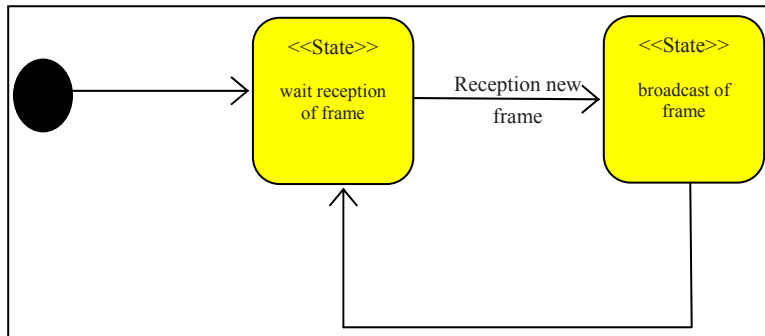 <<State>>
wait reception
of frame
Reception new
frame
<<State>>
broadcast of
frame